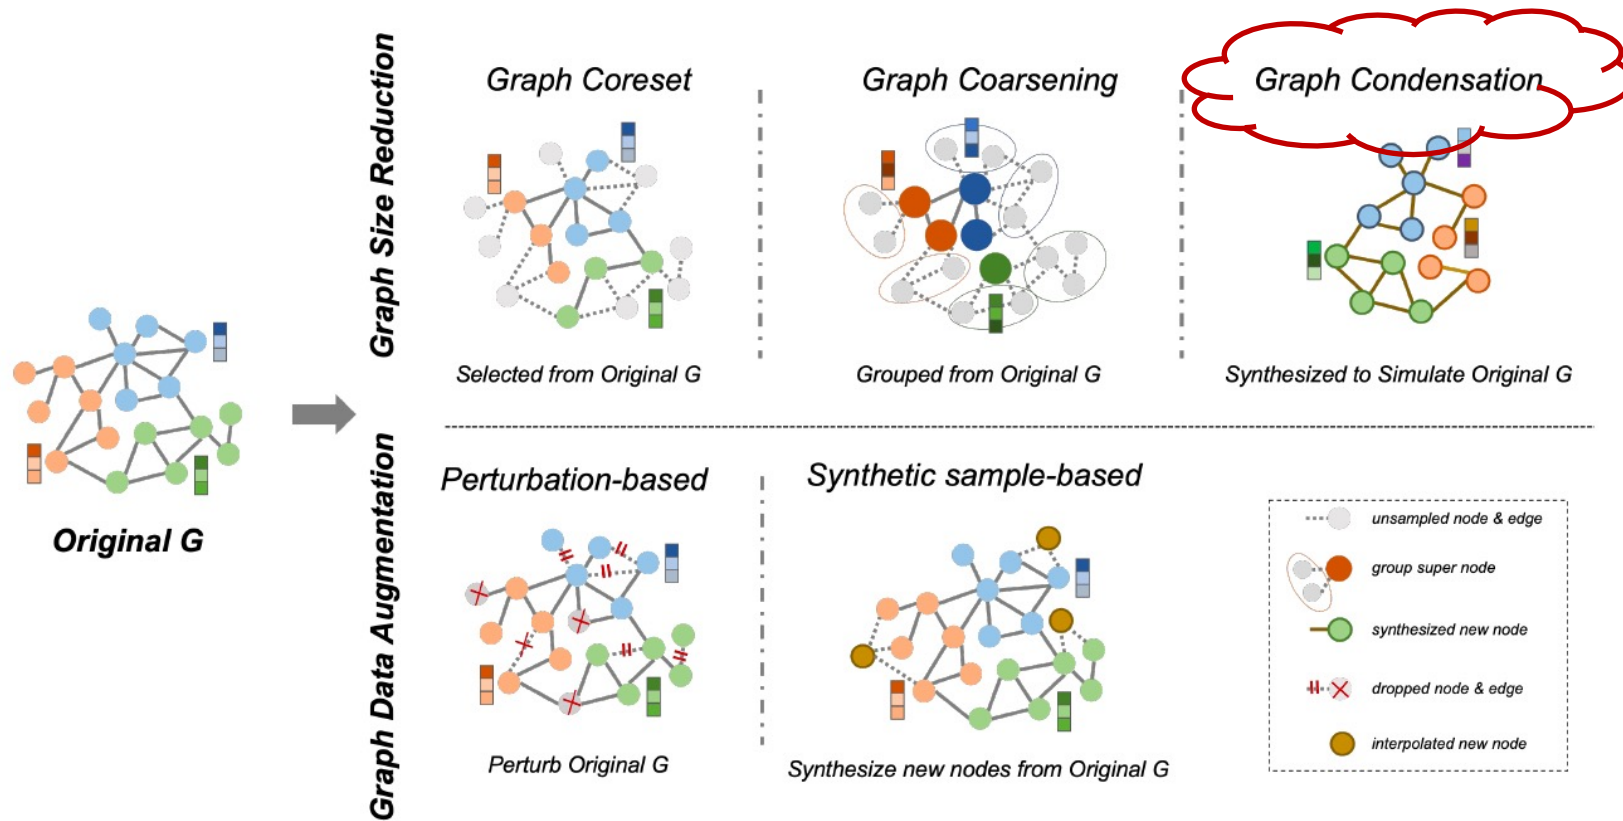 Graph Size Reduction
Graph Coreset
Graph Coarsening
Graph Condensation
Selected from Original G
Grouped from Original G
Synthesized to Simulate Original G
Original G
Graph Data Augmentation
Perturbation-based
Synthetic sample-based
Perturb Original G
Synthesize new nodes from Original G
unsampled node & edge
group super node
synthesized new node
dropped node & edge
interpolated new node